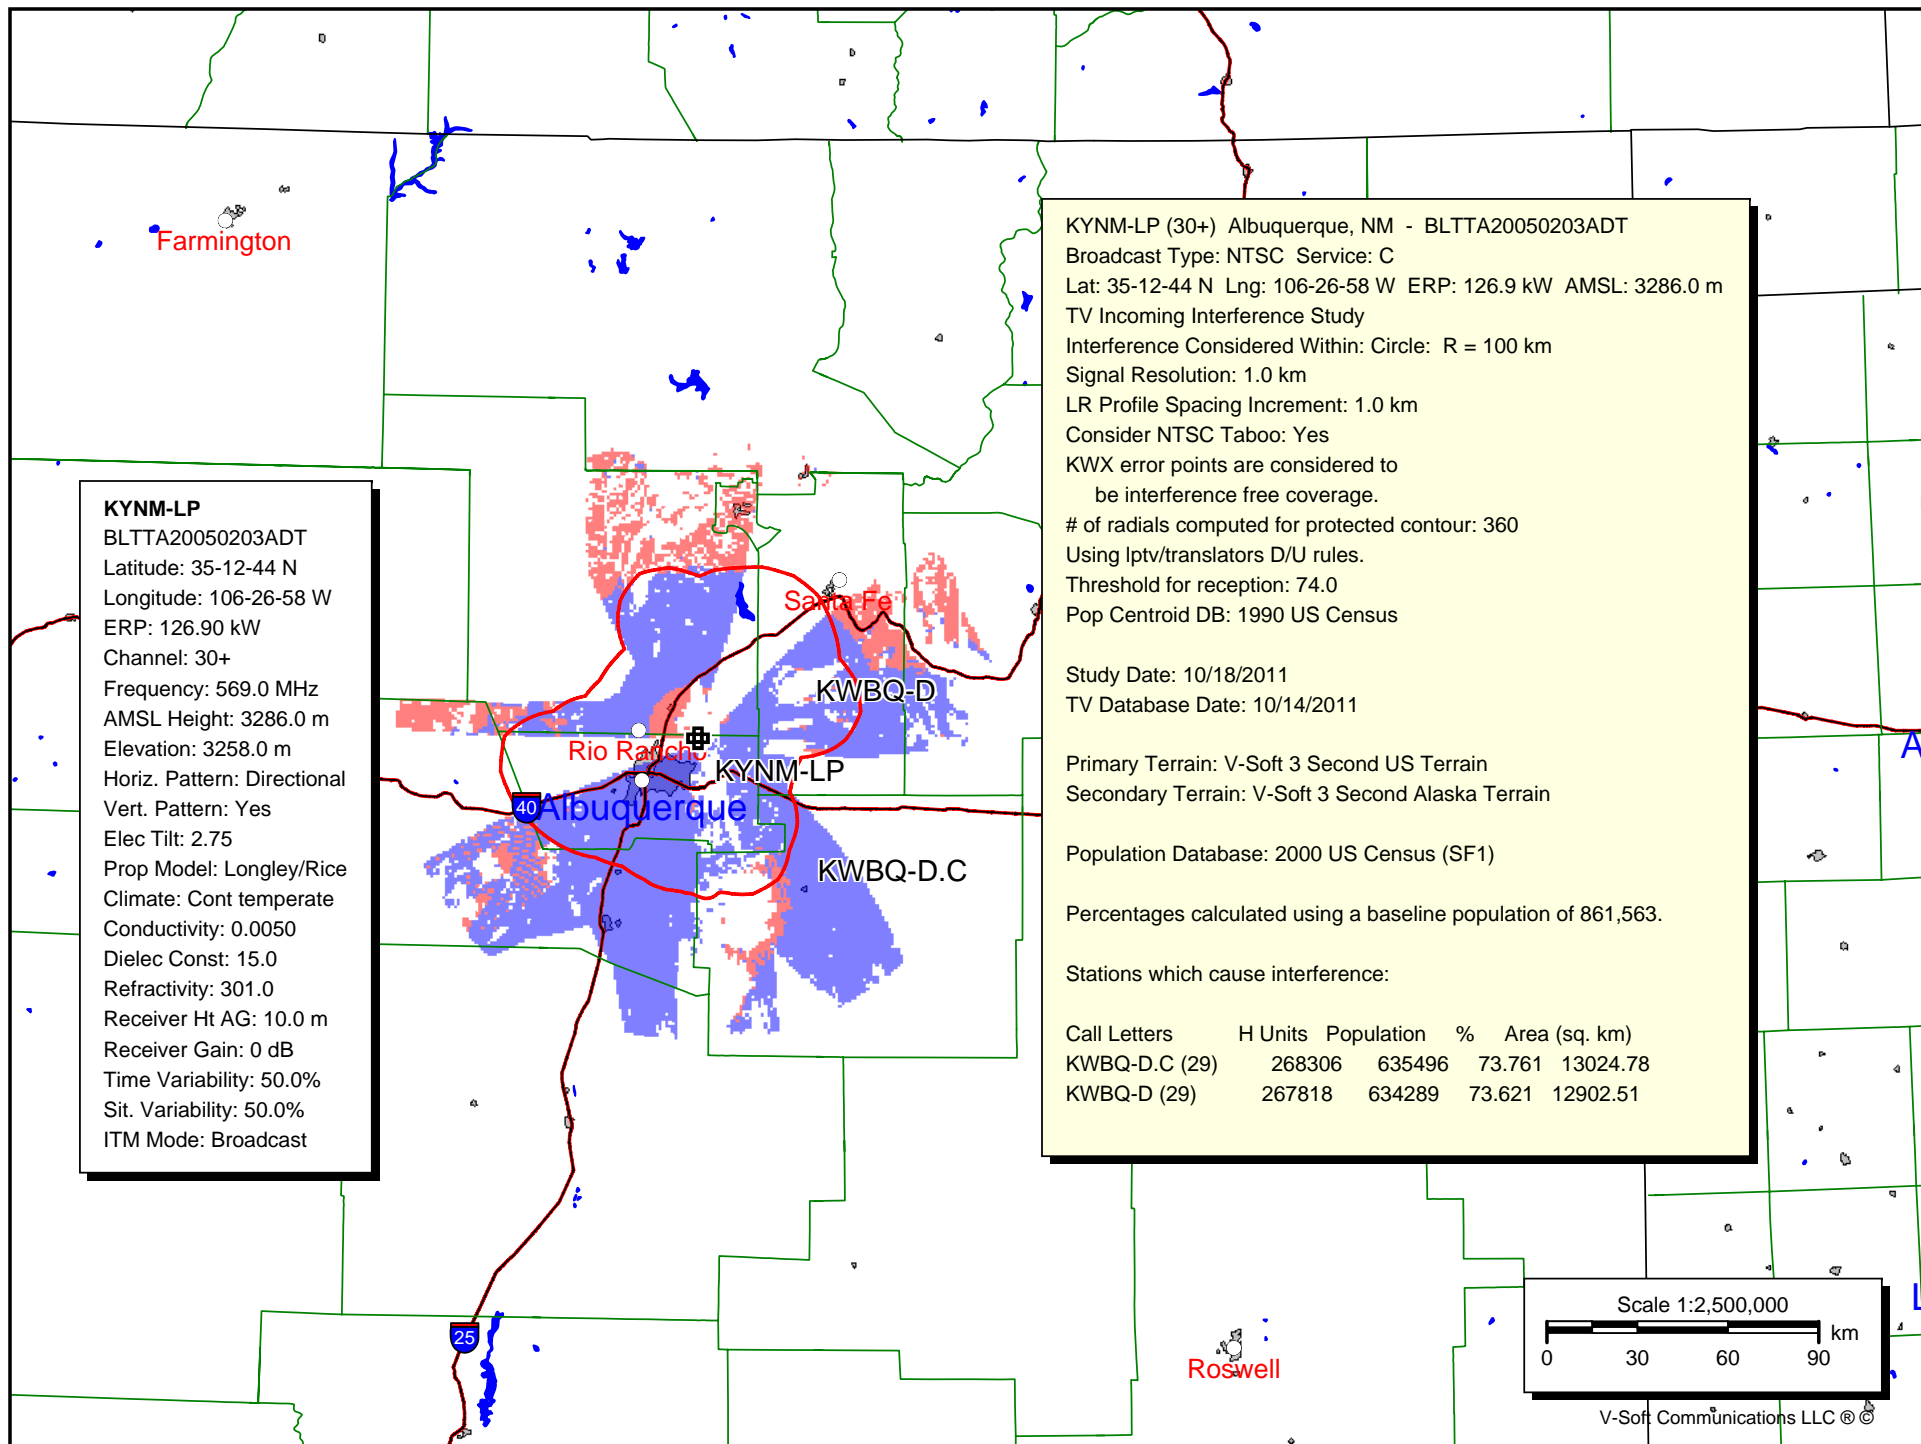 Farmington
KYNM-LP (30+) Albuquerque, NM - BLTTA20050203ADT
Broadcast Type: NTSC Service: C
Lat: 35-12-44 N Lng: 106-26-58 W ERP: 126.9 kW AMSL: 3286.0 m
TV Incoming Interference Study
Interference Considered Within: Circle: R = 100 km
Signal Resolution: 1.0 km
LR Profile Spacing Increment: 1.0 km
Consider NTSC Taboo: Yes
KWX error points are considered to
be interference free coverage.
# of radials computed for protected contour: 360
Using lptv/translators D/U rules.
Threshold for reception: 74.0
Pop Centroid DB: 1990 US Census
Study Date: 10/18/2011
TV Database Date: 10/14/2011
Primary Terrain: V-Soft 3 Second US Terrain
Secondary Terrain: V-Soft 3 Second Alaska Terrain
Population Database: 2000 US Census (SF1)
Percentages calculated using a baseline population of 861,563.
Stations which cause interference:
Call Letters H Units Population % Area (sq. km)
KWBQ-D.C (29) 268306 635496 73.761 13024.78
KWBQ-D (29) 267818 634289 73.621 12902.51
KYNM-LP
BLTTA20050203ADT
Latitude: 35-12-44 N
Longitude: 106-26-58 W
ERP: 126.90 kW
Channel: 30+
Frequency: 569.0 MHz
AMSL Height: 3286.0 m
Elevation: 3258.0 m
Horiz. Pattern: Directional
Vert. Pattern: Yes
Elec Tilt: 2.75
Prop Model: Longley/Rice
Climate: Cont temperate
Conductivity: 0.0050
Dielec Const: 15.0
Refractivity: 301.0
Receiver Ht AG: 10.0 m
Receiver Gain: 0 dB
Time Variability: 50.0%
Sit. Variability: 50.0%
ITM Mode: Broadcast
Santa Fe
KWBQ-D
Rio Rancho
KYNM-LP
40
Albuquerque
KWBQ-D.C
A
L
25
Roswell
Scale 1:2,500,000
km
0 30 60 90
V-Soft Communications LLC ® ©